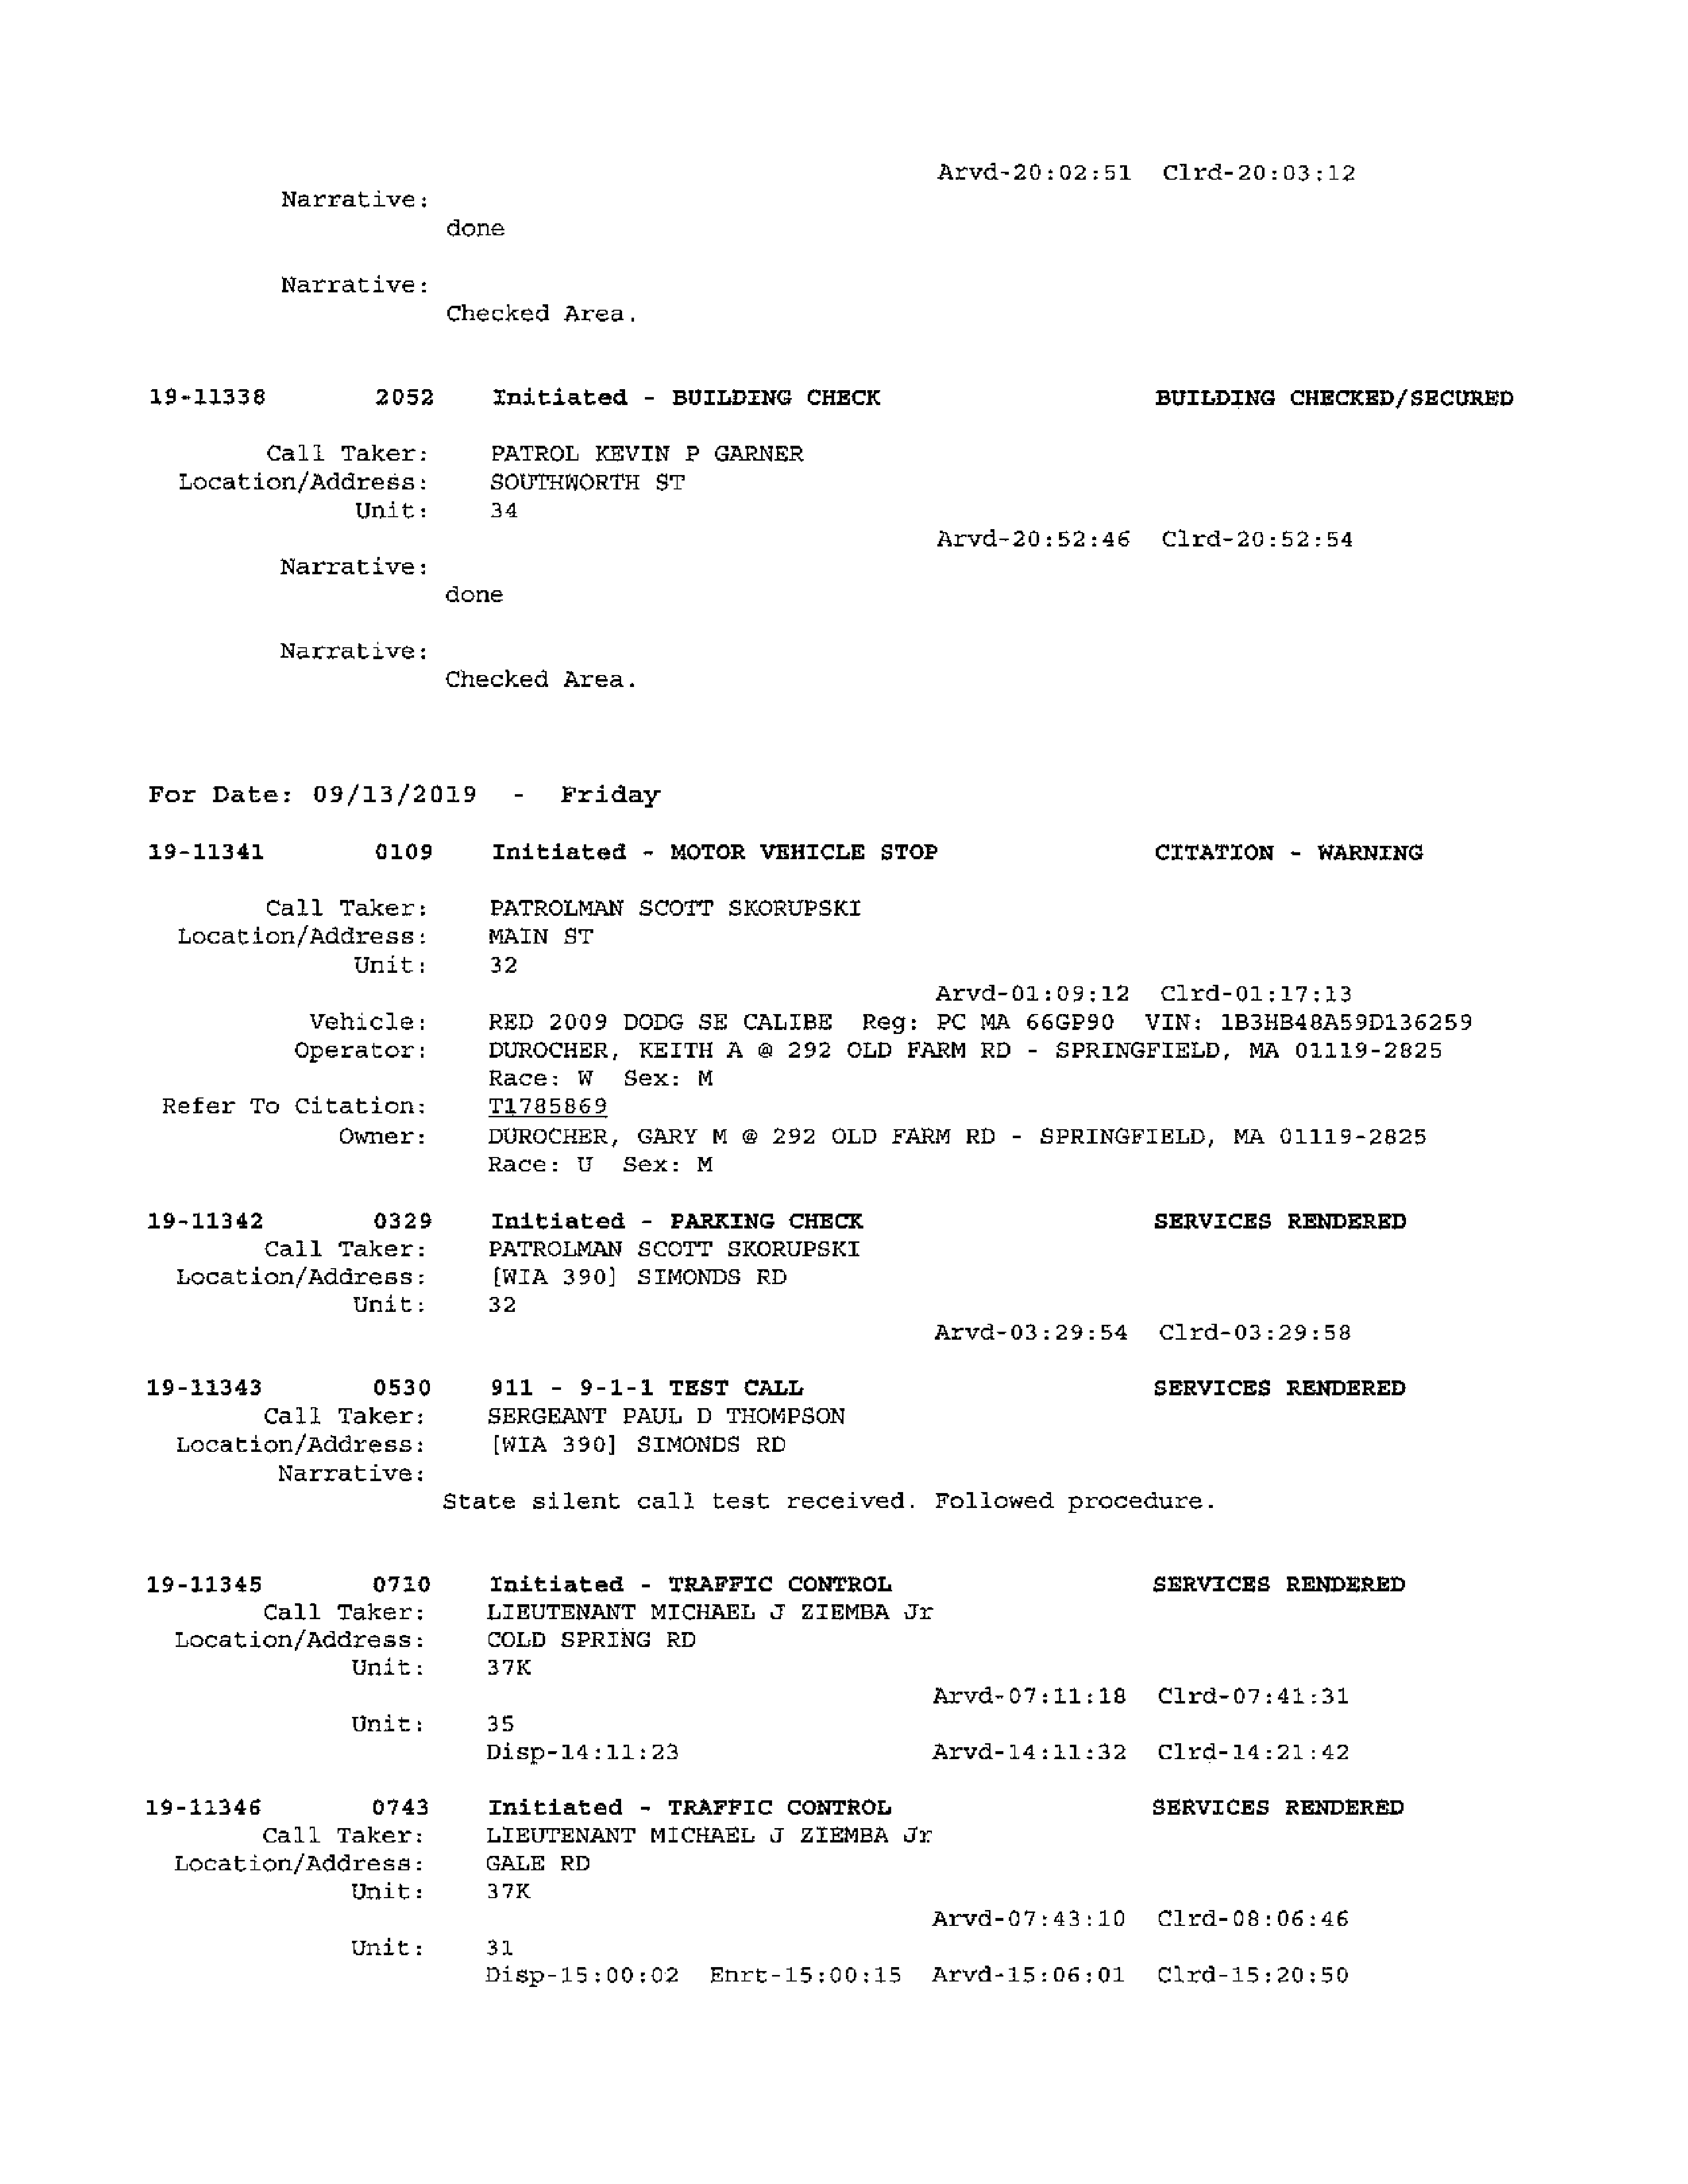 Arvd-20:02:51 Clrd-20:03:12
Narrative:
done
Narrative:
Checked Area.
19-11338 2052 Initiated - BUILDING CHECK BUILDING CHECKED/SECURED
Call Taker: PATROL KEVIN P GARNER
Location/Address: SOUTHWORTH ST
Unit: 34
Arvd-20:52:46 Clrd-20:52:54
Narrative:
done
Narrative:
Checked Area.
For Date: 09/13/2019 - Friday
19-11341 0109 Initiated - MOTOR VEHICLE STOP CITATION - WARNING
Call Taker: PATROLMAN SCOTT SKORUPSKI
Location/Address: MAIN ST
Unit: 32
Arvd-01:09:12 Clrd-01:17:13
Vehicle: RED 2009 DODG SE CALIBE Reg: PC MA 66GP90 VIN: 1B3HB48A59D136259
Operator: DUROCHER, KEITH A @ 292 OLD FARM RD - SPRINGFIELD, MA 01119-2825
Race: W Sex: M
Refer To Citation: T1785869
Owner: DUROCHER, GARY M @ 292 OLD FARM RD - SPRINGFIELD, MA 01119-2825
Race: U Sex: M
19-11342 0329 Initiated - PARKING CHECK SERVICES RENDERED
Call Taker: PATROLMAN SCOTT SKORUPSKI
Location/Address: [WIA 390] SIMONDS RD
Unit: 32
Arvd-03:29:54 Clrd-03:29:58
19-11343 0530 911 - 9-1-1 TEST CALL SERVICES RENDERED
Call Taker: SERGEANT PAUL D THOMPSON
Location/Address: [WIA 390] SIMONDS RD
Narrative:
State silent call test received. Followed procedure.
19-11345 0710 Initiated - TRAFFIC CONTROL SERVICES RENDERED
Call Taker: LIEUTENANT MICHAEL J ZIEMBA Jr
Location/Address: COLD SPRING RD
Unit: 37K
Arvd-07:11:18 Clrd-07:41:31
Unit: 35
Disp-14:11:23 Arvd-14:11:32 Clrd-14:21:42
19-11346 0743 Initiated - TRAFFIC CONTROL SERVICES RENDERED
Call Taker: LIEUTENANT MICHAEL J ZIEMBA Jr
Location/Address: GALE RD
Unit: 37K
Arvd-07:43:10 Clrd-08:06:46
Unit: 31
Disp-15:00:02 Enrt-15:00:15 Arvd-15:06:01 Clrd-15:20:50